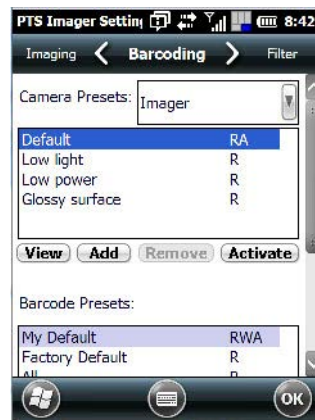 PTS Imager Settin 8:42
Imaging Barcoding Filter
Camera Presets: Imager
Default RA
Low light R
Low power R
Glossy surface R
View Add Remove Activate
Barcode Presets:
My Default RWA
Factory Default R
All R
OK